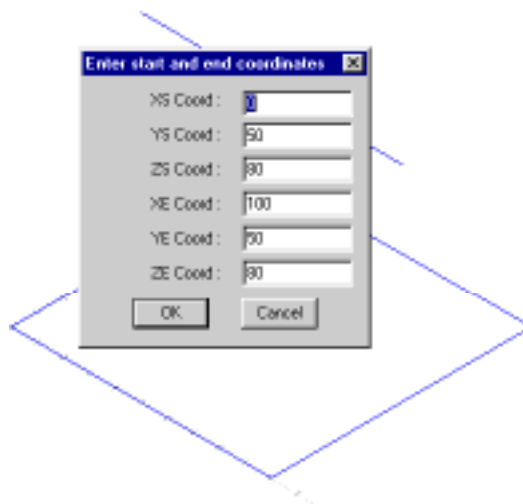 Enter start and end coordinates
XS Coord : 0
YS Coord : 50
ZS Coord : 80
XE Coord : 100
YE Coord : 50
ZE Coord : 80
OK Cancel